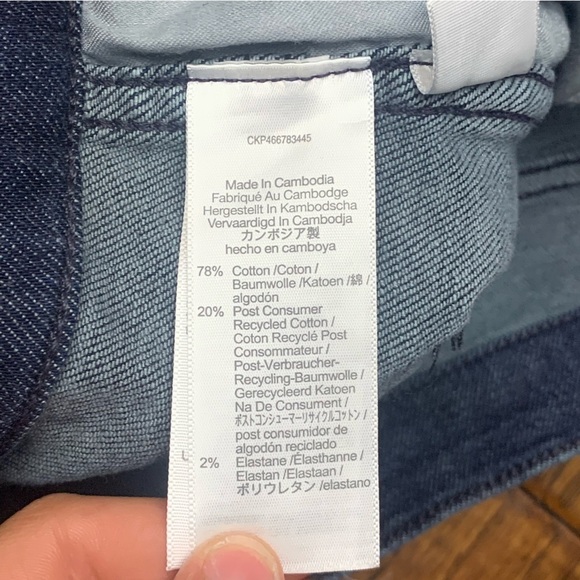 CKP466783445
Made In Cambodia
Fabriqué Au Cambodge
Hergestellt In Kambodscha
Vervaardigd In Cambodja
カンボジア製
hecho en camboya
78% Cotton /Coton /
Baumwolle /Katoen /綿 /
algodón
20% Post Consumer
Recycled Cotton /
Coton Recyclé Post
Consommateur /
Post-Verbraucher-
Recycling-Baumwolle /
Gerecycleerd Katoen
Na De Consument /
ポストコンシューマーリサイクルコットン /
post consumidor de
algodón reciclado
2% Elastane /Élasthanne /
Elastan /Elastaan /
ポリウレタン /elastano